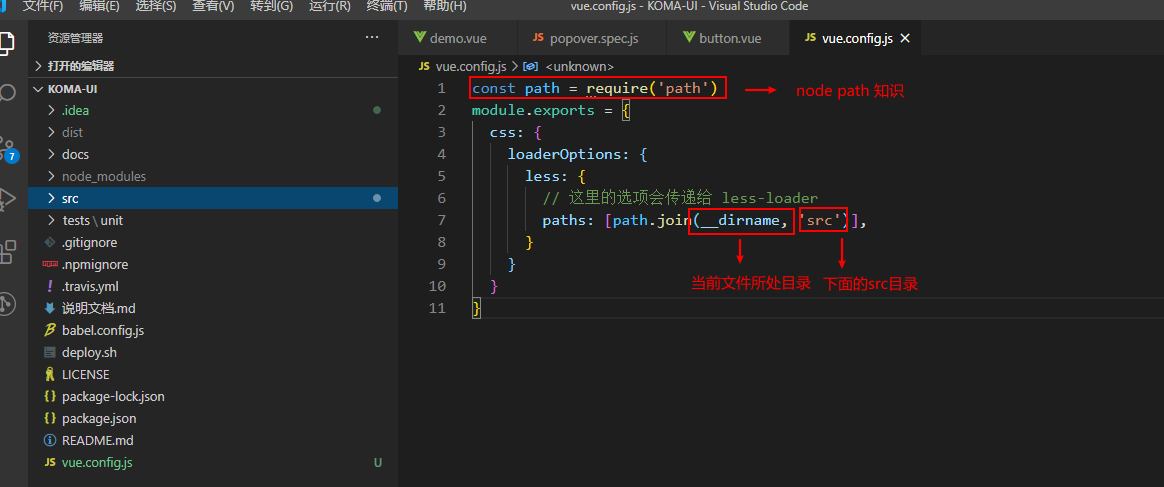 文件(F) 编辑(E) 选择(S) 查看(V) 转到(G) 运行(R) 终端(T) 帮助(H) vue.config.js - KOMA-UI - Visual Studio Code
资源管理器 ···
打开的编辑器
KOMA-UI
.idea
dist
docs
node_modules
src
tests\unit
.gitignore
.npmignore
.travis.yml
说明文档.md
babel.config.js
deploy.sh
LICENSE
package-lock.json
package.json
README.md
JS vue.config.js U
7
demo.vue JS popover.spec.js button.vue JS vue.config.js
JS vue.config.js > <unknown>
1 const path = require('path') node path 知识
2 module.exports = {
3 css: {
4 loaderOptions: {
5 less: {
6 // 这里的选项会传递给 less-loader
7 paths: [path.join(__dirname, 'src')],
8 }
9 }
10 }
11 }
当前文件所处目录 下面的src目录